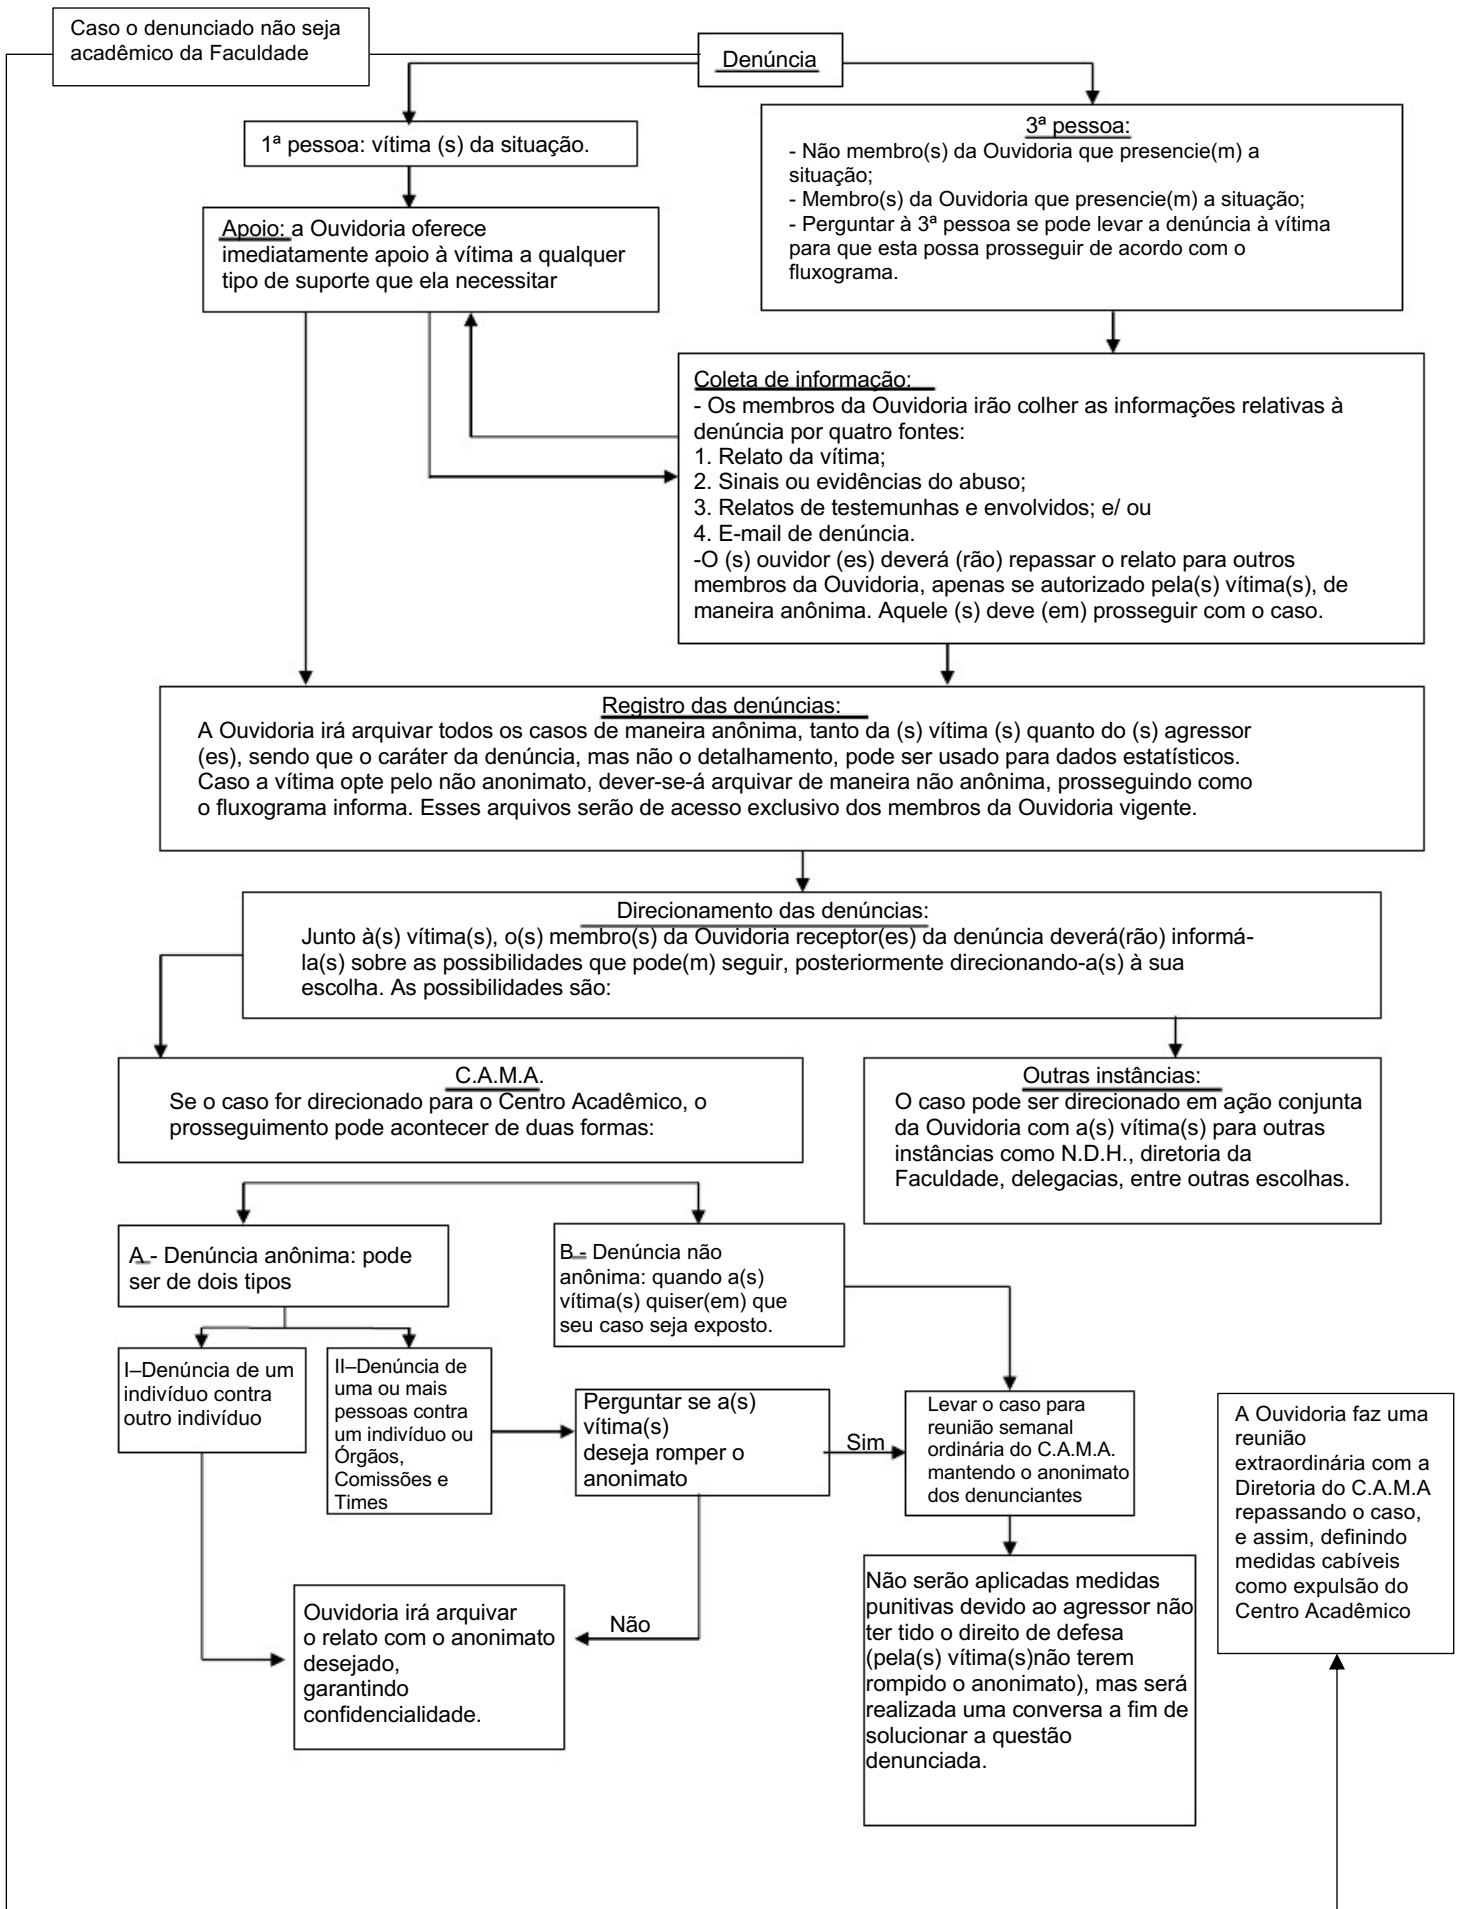 Caso o denunciado não seja
acadêmico da Faculdade
Denúncia
1ª pessoa: vítima (s) da situação.
3ª pessoa:
- Não membro(s) da Ouvidoria que presencie(m) a
situação;
- Membro(s) da Ouvidoria que presencie(m) a situação;
- Perguntar à 3ª pessoa se pode levar a denúncia à vítima
para que esta possa prosseguir de acordo com o
fluxograma.
Apoio: a Ouvidoria oferece
imediatamente apoio à vítima a qualquer
tipo de suporte que ela necessitar
Coleta de informação:
- Os membros da Ouvidoria irão colher as informações relativas à
denúncia por quatro fontes:
1. Relato da vítima;
2. Sinais ou evidências do abuso;
3. Relatos de testemunhas e envolvidos; e/ ou
4. E-mail de denúncia.
-O (s) ouvidor (es) deverá (rão) repassar o relato para outros
membros da Ouvidoria, apenas se autorizado pela(s) vítima(s), de
maneira anônima. Aquele (s) deve (em) prosseguir com o caso.
Registro das denúncias:
A Ouvidoria irá arquivar todos os casos de maneira anônima, tanto da (s) vítima (s) quanto do (s) agressor
(es), sendo que o caráter da denúncia, mas não o detalhamento, pode ser usado para dados estatísticos.
Caso a vítima opte pelo não anonimato, dever-se-á arquivar de maneira não anônima, prosseguindo como
o fluxograma informa. Esses arquivos serão de acesso exclusivo dos membros da Ouvidoria vigente.
Direcionamento das denúncias:
Junto à(s) vítima(s), o(s) membro(s) da Ouvidoria receptor(es) da denúncia deverá(rão) informá-
la(s) sobre as possibilidades que pode(m) seguir, posteriormente direcionando-a(s) à sua
escolha. As possibilidades são:
C.A.M.A.
Se o caso for direcionado para o Centro Acadêmico, o
prosseguimento pode acontecer de duas formas:
Outras instâncias:
O caso pode ser direcionado em ação conjunta
da Ouvidoria com a(s) vítima(s) para outras
instâncias como N.D.H., diretoria da
Faculdade, delegacias, entre outras escolhas.
A - Denúncia anônima: pode
ser de dois tipos
B - Denúncia não
anônima: quando a(s)
vítima(s) quiser(em) que
seu caso seja exposto.
I–Denúncia de um
indivíduo contra
outro indivíduo
II–Denúncia de
uma ou mais
pessoas contra
um indivíduo ou
Órgãos,
Comissões e
Times
Perguntar se a(s)
vítima(s)
deseja romper o
anonimato
Sim
Levar o caso para
reunião semanal
ordinária do C.A.M.A.
mantendo o anonimato
dos denunciantes
A Ouvidoria faz uma
reunião
extraordinária com a
Diretoria do C.A.M.A
repassando o caso,
e assim, definindo
medidas cabíveis
como expulsão do
Centro Acadêmico
Não
Ouvidoria irá arquivar
o relato com o anonimato
desejado,
garantindo
confidencialidade.
Não serão aplicadas medidas
punitivas devido ao agressor não
ter tido o direito de defesa
(pela(s) vítima(s)não terem
rompido o anonimato), mas será
realizada uma conversa a fim de
solucionar a questão
denunciada.